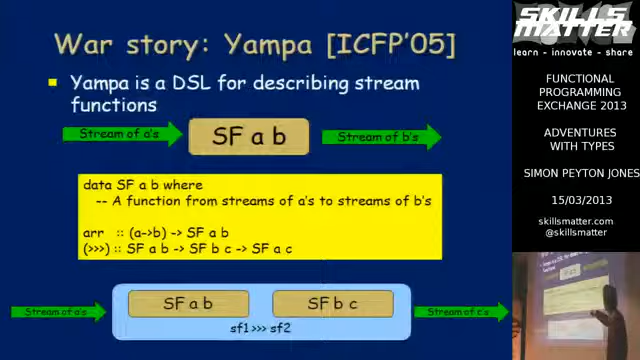 War story: Yampa [ICFP'05]
Yampa is a DSL for describing stream
functions
Stream of a's
SF a b
Stream of b's
data SF a b where
-- A function from streams of a's to streams of b's
arr :: (a->b) -> SF a b
(>>>) :: SF a b -> SF b c -> SF a c
Stream of a's
SF a b
SF b c
Stream of c's
sf1 >>> sf2
SKILLS
MATTER
learn - innovate - share
FUNCTIONAL
PROGRAMMING
EXCHANGE 2013
ADVENTURES
WITH TYPES
SIMON PEYTON JONES
15/03/2013
skillsmatter.com
@skillsmatter